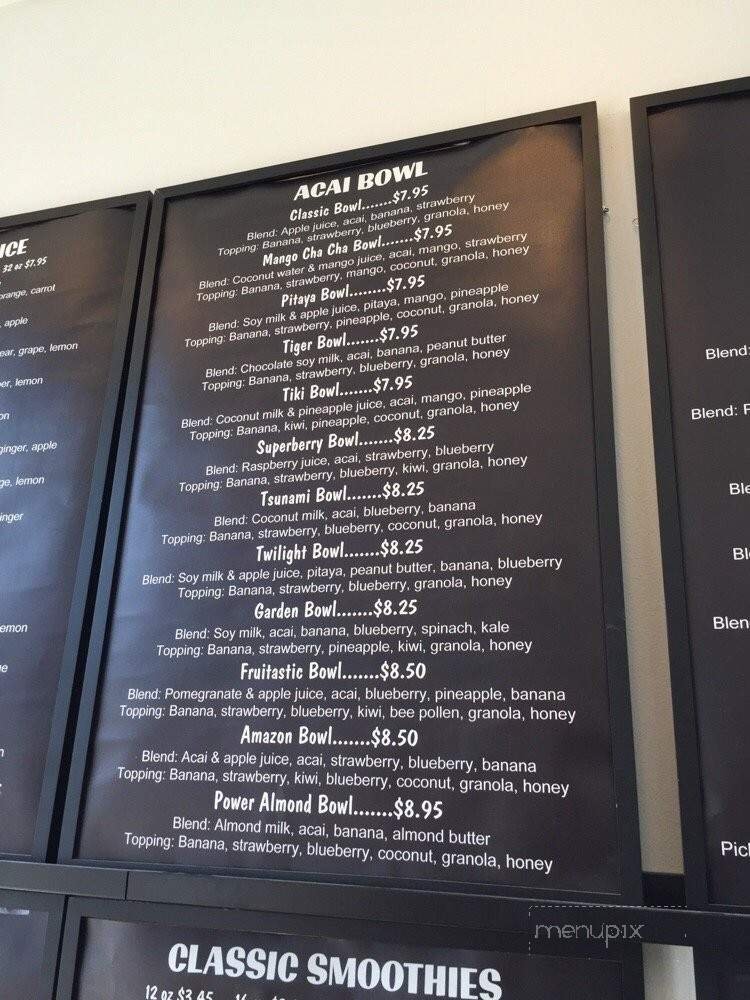 ICE
32 oz $7.95
orange, carrot
apple
ear, grape, lemon
er, lemon
on
ginger, apple
ge, lemon
inger
emon
ACAI BOWL
Classic Bowl.......$7.95
Blend: Apple juice, acai, banana, strawberry
Topping: Banana, strawberry, blueberry, granola, honey
Mango Cha Cha Bowl.......$7.95
Blend: Coconut water & mango juice, acai, mango, strawberry
Topping: Banana, strawberry, mango, coconut, granola, honey
Pitaya Bowl.......$7.95
Blend: Soy milk & apple juice, pitaya, mango, pineapple
Topping: Banana, strawberry, pineapple, coconut, granola, honey
Tiger Bowl.......$7.95
Blend: Chocolate soy milk, acai, banana, peanut butter
Topping: Banana, strawberry, blueberry, granola, honey
Tiki Bowl.......$7.95
Blend: Coconut milk & pineapple juice, acai, mango, pineapple
Topping: Banana, kiwi, pineapple, coconut, granola, honey
Superberry Bowl.......$8.25
Blend: Raspberry juice, acai, strawberry, blueberry
Topping: Banana, strawberry, blueberry, kiwi, granola, honey
Tsunami Bowl.......$8.25
Blend: Coconut milk, acai, blueberry, banana
Topping: Banana, strawberry, blueberry, coconut, granola, honey
Twilight Bowl.......$8.25
Blend: Soy milk & apple juice, pitaya, peanut butter, banana, blueberry
Topping: Banana, strawberry, blueberry, granola, honey
Garden Bowl.......$8.25
Blend: Soy milk, acai, banana, blueberry, spinach, kale
Topping: Banana, strawberry, pineapple, kiwi, granola, honey
Fruitastic Bowl.......$8.50
Blend: Pomegranate & apple juice, acai, blueberry, pineapple, banana
Topping: Banana, strawberry, blueberry, kiwi, bee pollen, granola, honey
Amazon Bowl.......$8.50
Blend: Acai & apple juice, acai, strawberry, blueberry, banana
Topping: Banana, strawberry, kiwi, blueberry, coconut, granola, honey
Power Almond Bowl.......$8.95
Blend: Almond milk, acai, banana, almond butter
Topping: Banana, strawberry, blueberry, coconut, granola, honey
CLASSIC SMOOTHIES
12 oz $3.45
Blend:
Blend: F
Ble
Bl
Blen
Pic
menupix